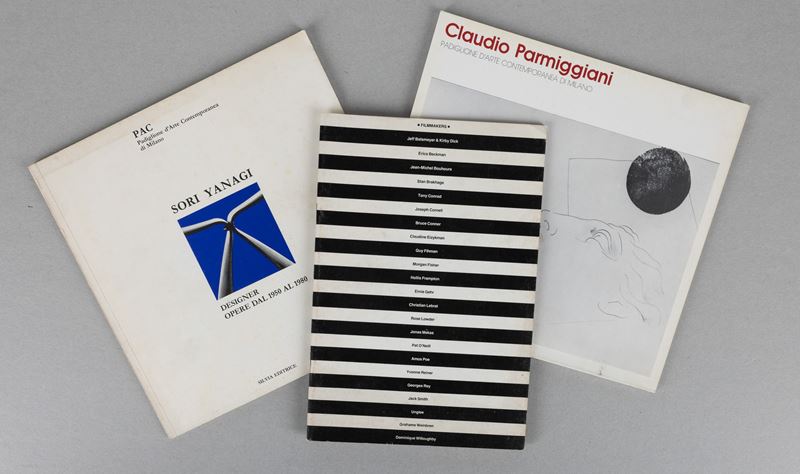 PAC
Padiglione d'Arte Contemporanea
di Milano
SORI YANAGI
DESIGNER
OPERE DAL 1950 AL 1980
SILVIA EDITRICE
★ FILMMAKERS ★
Jeff Balsmeyer & Kirby Dick
Erica Beckman
Jean-Michel Bouhours
Stan Brakhage
Tony Conrad
Joseph Cornell
Bruce Conner
Claudine Eizykman
Guy Fihman
Morgan Fisher
Hollis Frampton
Ernie Gehr
Christian Lebrat
Rose Lowder
Jonas Mekas
Pat O'Neill
Amos Poe
Yvonne Rainer
Georges Rey
Jack Smith
Unglee
Grahame Weinbren
Dominique Willoughby
Claudio Parmiggiani
PADIGLIONE D'ARTE CONTEMPORANEA DI MILANO